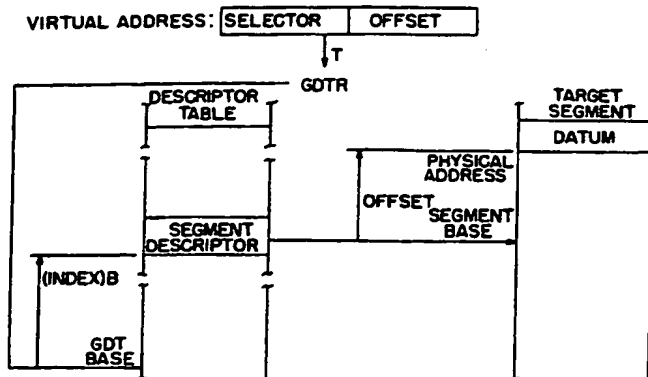 VIRTUAL ADDRESS: SELECTOR OFFSET
T
GDTR
DESCRIPTOR
TABLE
TARGET
SEGMENT
DATUM
PHYSICAL
ADDRESS
OFFSET
SEGMENT
BASE
SEGMENT
DESCRIPTOR
(INDEX)B
GDT
BASE